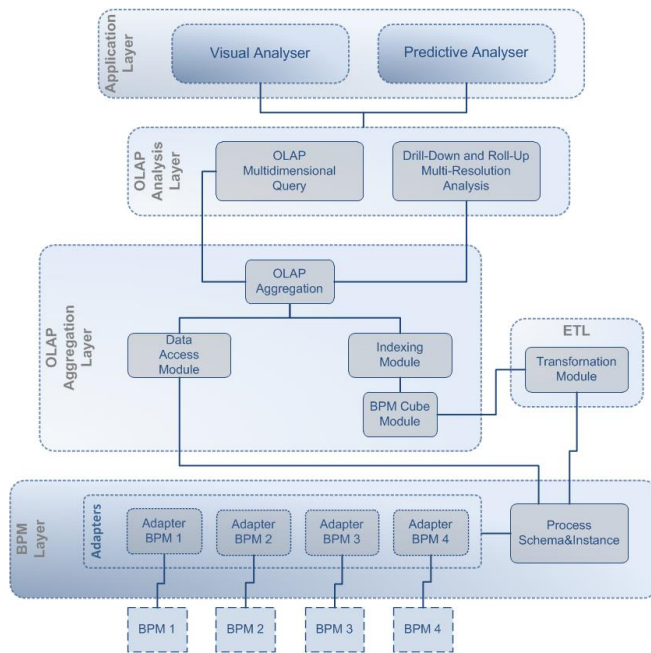 Application
Layer
Visual Analyser
Predictive Analyser
OLAP
Analysis
Layer
OLAP
Multidimensional
Query
Drill-Down and Roll-Up
Multi-Resolution
Analysis
OLAP
Aggregation
Layer
OLAP
Aggregation
Data
Access
Module
Indexing
Module
BPM Cube
Module
ETL
Transfornation
Module
BPM
Layer
Adapters
Adapter
BPM 1
Adapter
BPM 2
Adapter
BPM 3
Adapter
BPM 4
Process
Schema&Instance
BPM 1
BPM 2
BPM 3
BPM 4